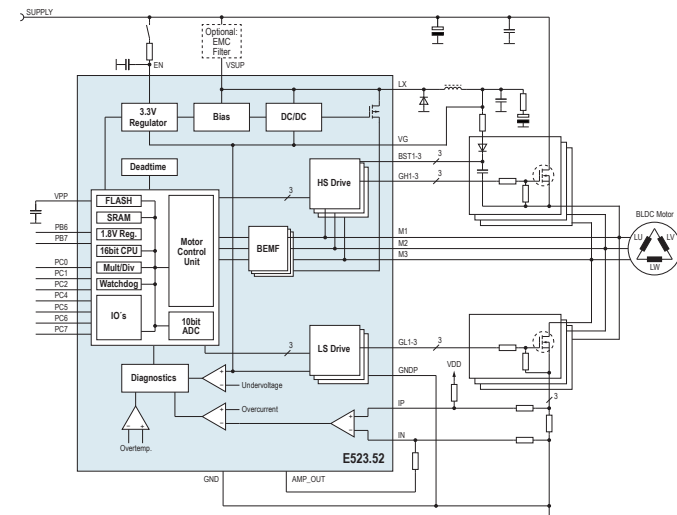 SUPPLY
Optional:
EMC
Filter
EN
VSUP
LX
3.3V
Regulator
Bias
DC/DC
VG
BST1-3
3
Deadtime
HS Drive
3
GH1-3
3
VPP
FLASH
SRAM
PB6
1.8V Reg.
PB7
16bit CPU
Motor
Control
Unit
BEMF
M1
M2
M3
BLDC Motor
LU
LV
LW
PC0
Mult/Div
PC1
PC2
Watchdog
PC4
PC5
IO´s
PC6
PC7
10bit
ADC
3
LS Drive
GL1-3
3
GNDP
VDD
Diagnostics
Undervoltage
3
Overcurrent
IP
IN
Overtemp.
E523.52
GND
AMP_OUT